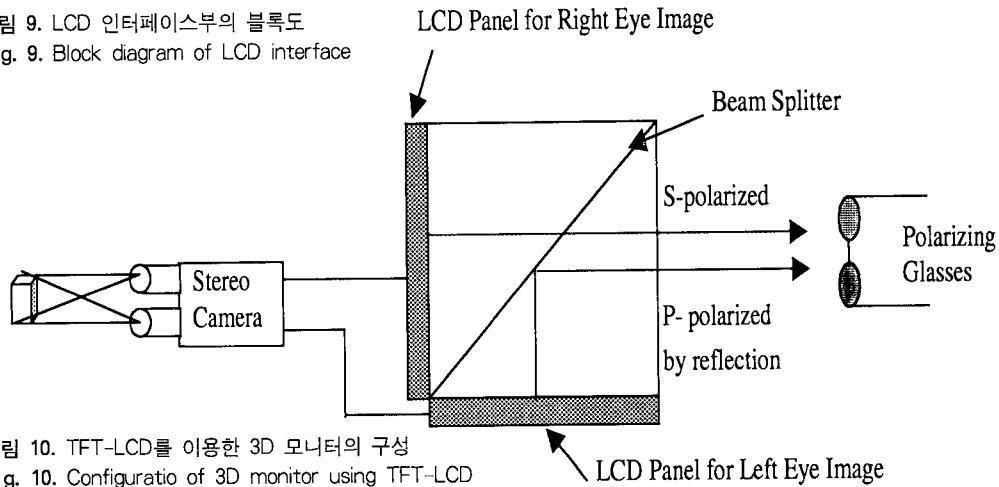 림 9. LCD 인터페이스부의 블록도
g. 9. Block diagram of LCD interface
LCD Panel for Right Eye Image
Beam Splitter
S-polarized
Polarizing
Glasses
Stereo
Camera
P- polarized
by reflection
림 10. TFT-LCD를 이용한 3D 모니터의 구성
g. 10. Configuratio of 3D monitor using TFT-LCD
LCD Panel for Left Eye Image